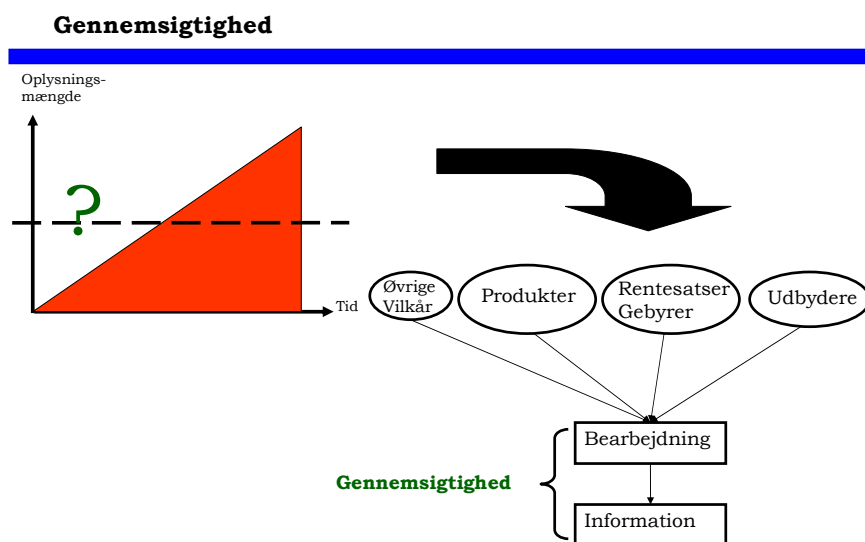 Gennemsigtighed
Oplysnings-
mængde
?
Tid
Øvrige
Vilkår
Produkter
Rentesatser
Gebyrer
Udbydere
Bearbejdning
Gennemsigtighed
Information